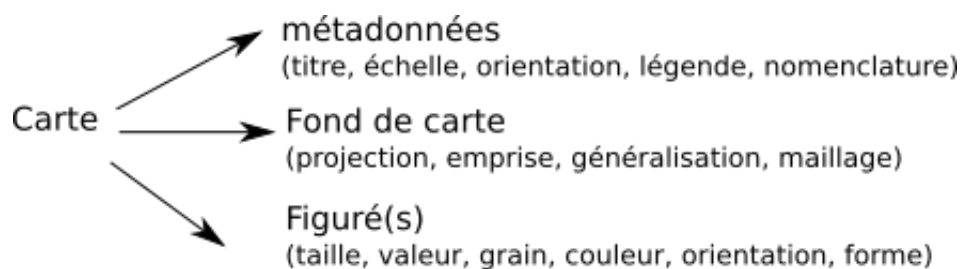 métadonnées
(titre, échelle, orientation, légende, nomenclature)
Carte
Fond de carte
(projection, emprise, généralisation, maillage)
Figuré(s)
(taille, valeur, grain, couleur, orientation, forme)